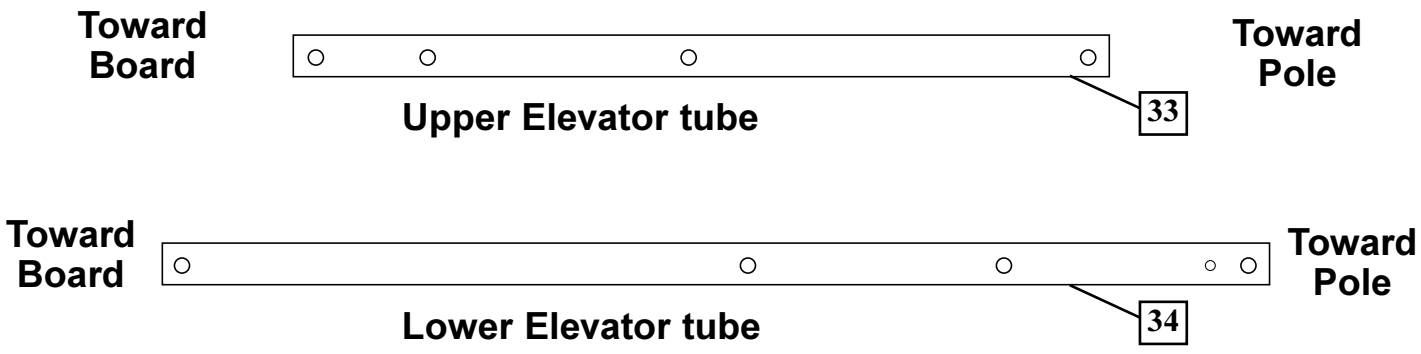 Toward
Board
Toward
Pole
33
Upper Elevator tube
Toward
Board
Toward
Pole
34
Lower Elevator tube